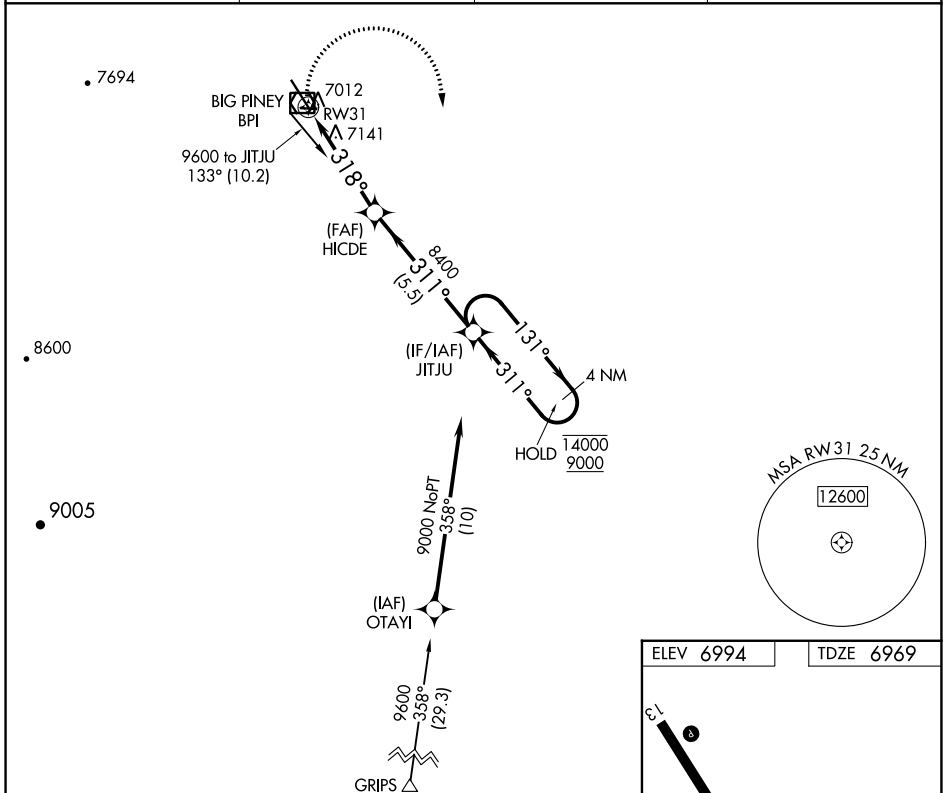 7694
BIG PINEY
BPI
7012
RW31
7141
9600 to JITJU
133° (10.2)
318°
(FAF)
HICDE
8400
311°
(5.5)
(IF/IAF)
JITJU
131°
311°
4 NM
HOLD
14000
9000
8600
9005
MSA RW31 25 NM
12600
9000 NoPT
358°
(10)
(IAF)
OTAYI
9600
358°
(29.3)
GRIPS
ELEV 6994
TDZE 6969
13
P